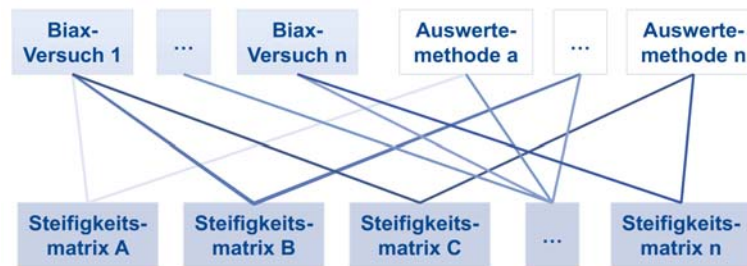 Biax-
Versuch 1
...
Biax-
Versuch n
Auswerte-
methode a
...
Auswerte-
methode n
Steifigkeits-
matrix A
Steifigkeits-
matrix B
Steifigkeits-
matrix C
...
Steifigkeits-
matrix n